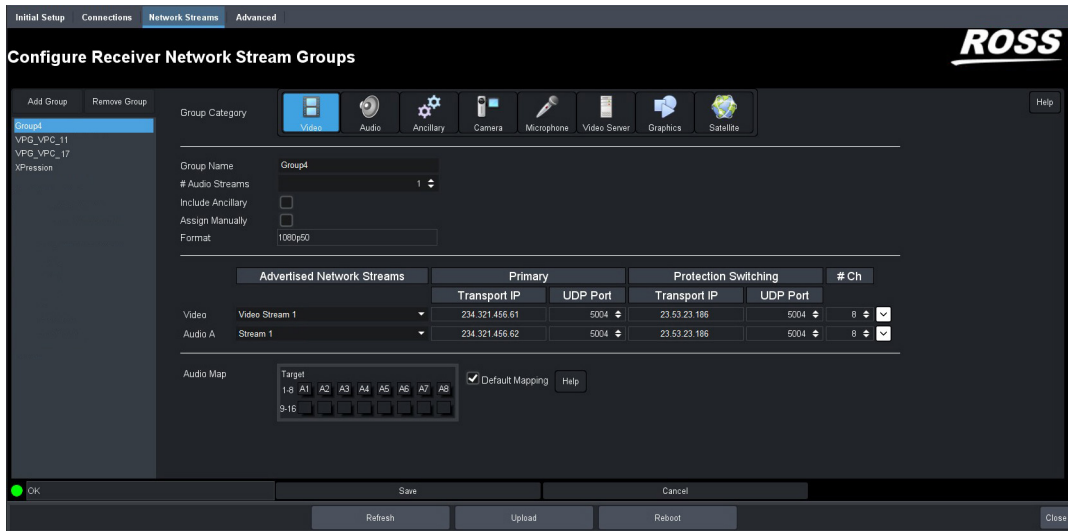 Initial Setup Connections Network Streams Advanced
Configure Receiver Network Stream Groups
ROSS
Add Group Remove Group
Group4
VPG_VPC_11
VPG_VPC_17
XPression
Group Category
Video Audio Ancillary Camera Microphone Video Server Graphics Satellite
Help
Group Name Group4
# Audio Streams 1
Include Ancillary
Assign Manually
Format 1080p50
Advertised Network Streams Primary Protection Switching # Ch
Transport IP UDP Port Transport IP UDP Port
Video Video Stream 1 234.321.456.61 5004 23.53.23.186 5004 8
Audio A Stream 1 234.321.456.62 5004 23.53.23.186 5004 8
Audio Map
Target
1-8 A1 A2 A3 A4 A5 A6 A7 A8
9-16
Default Mapping Help
OK Save Cancel
Refresh Upload Reboot Close